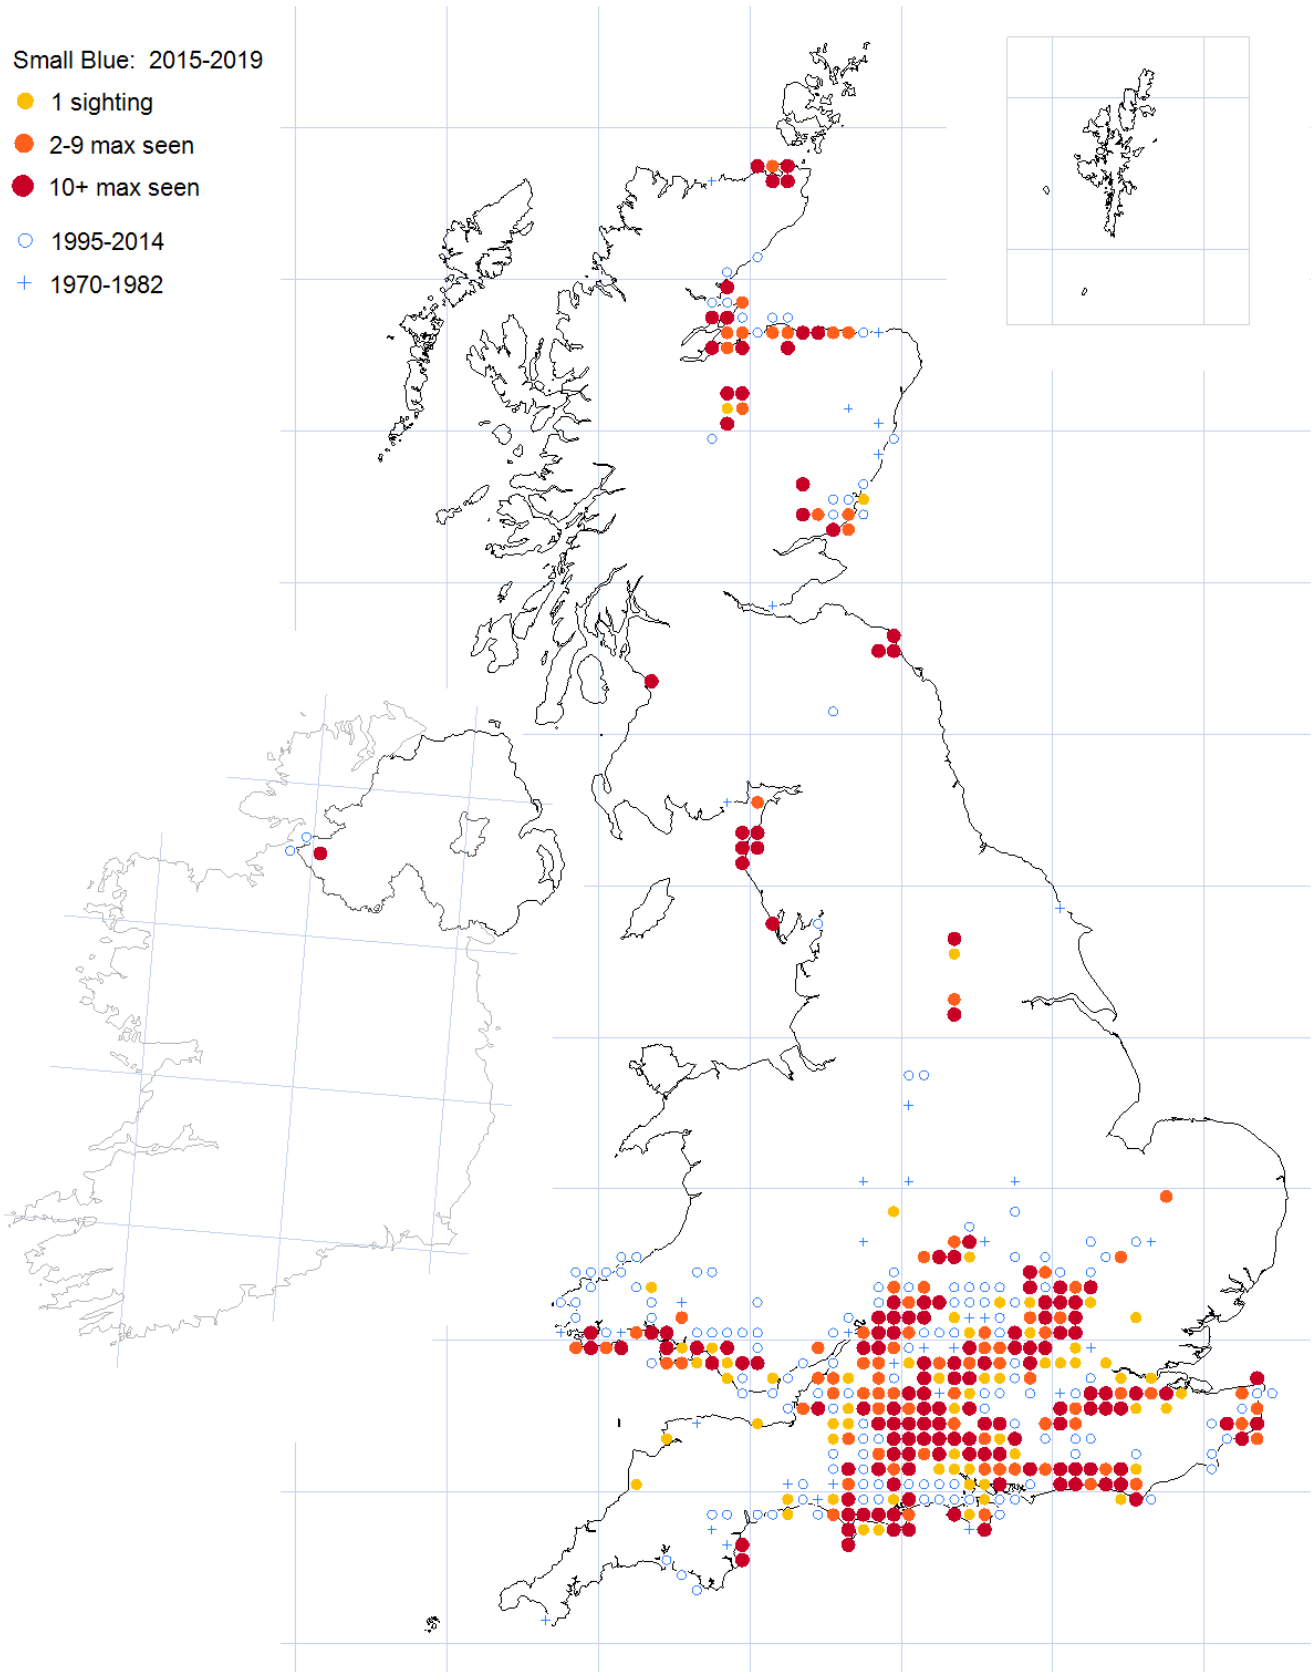 Small Blue: 2015-2019
1 sighting
2-9 max seen
10+ max seen
1995-2014
1970-1982